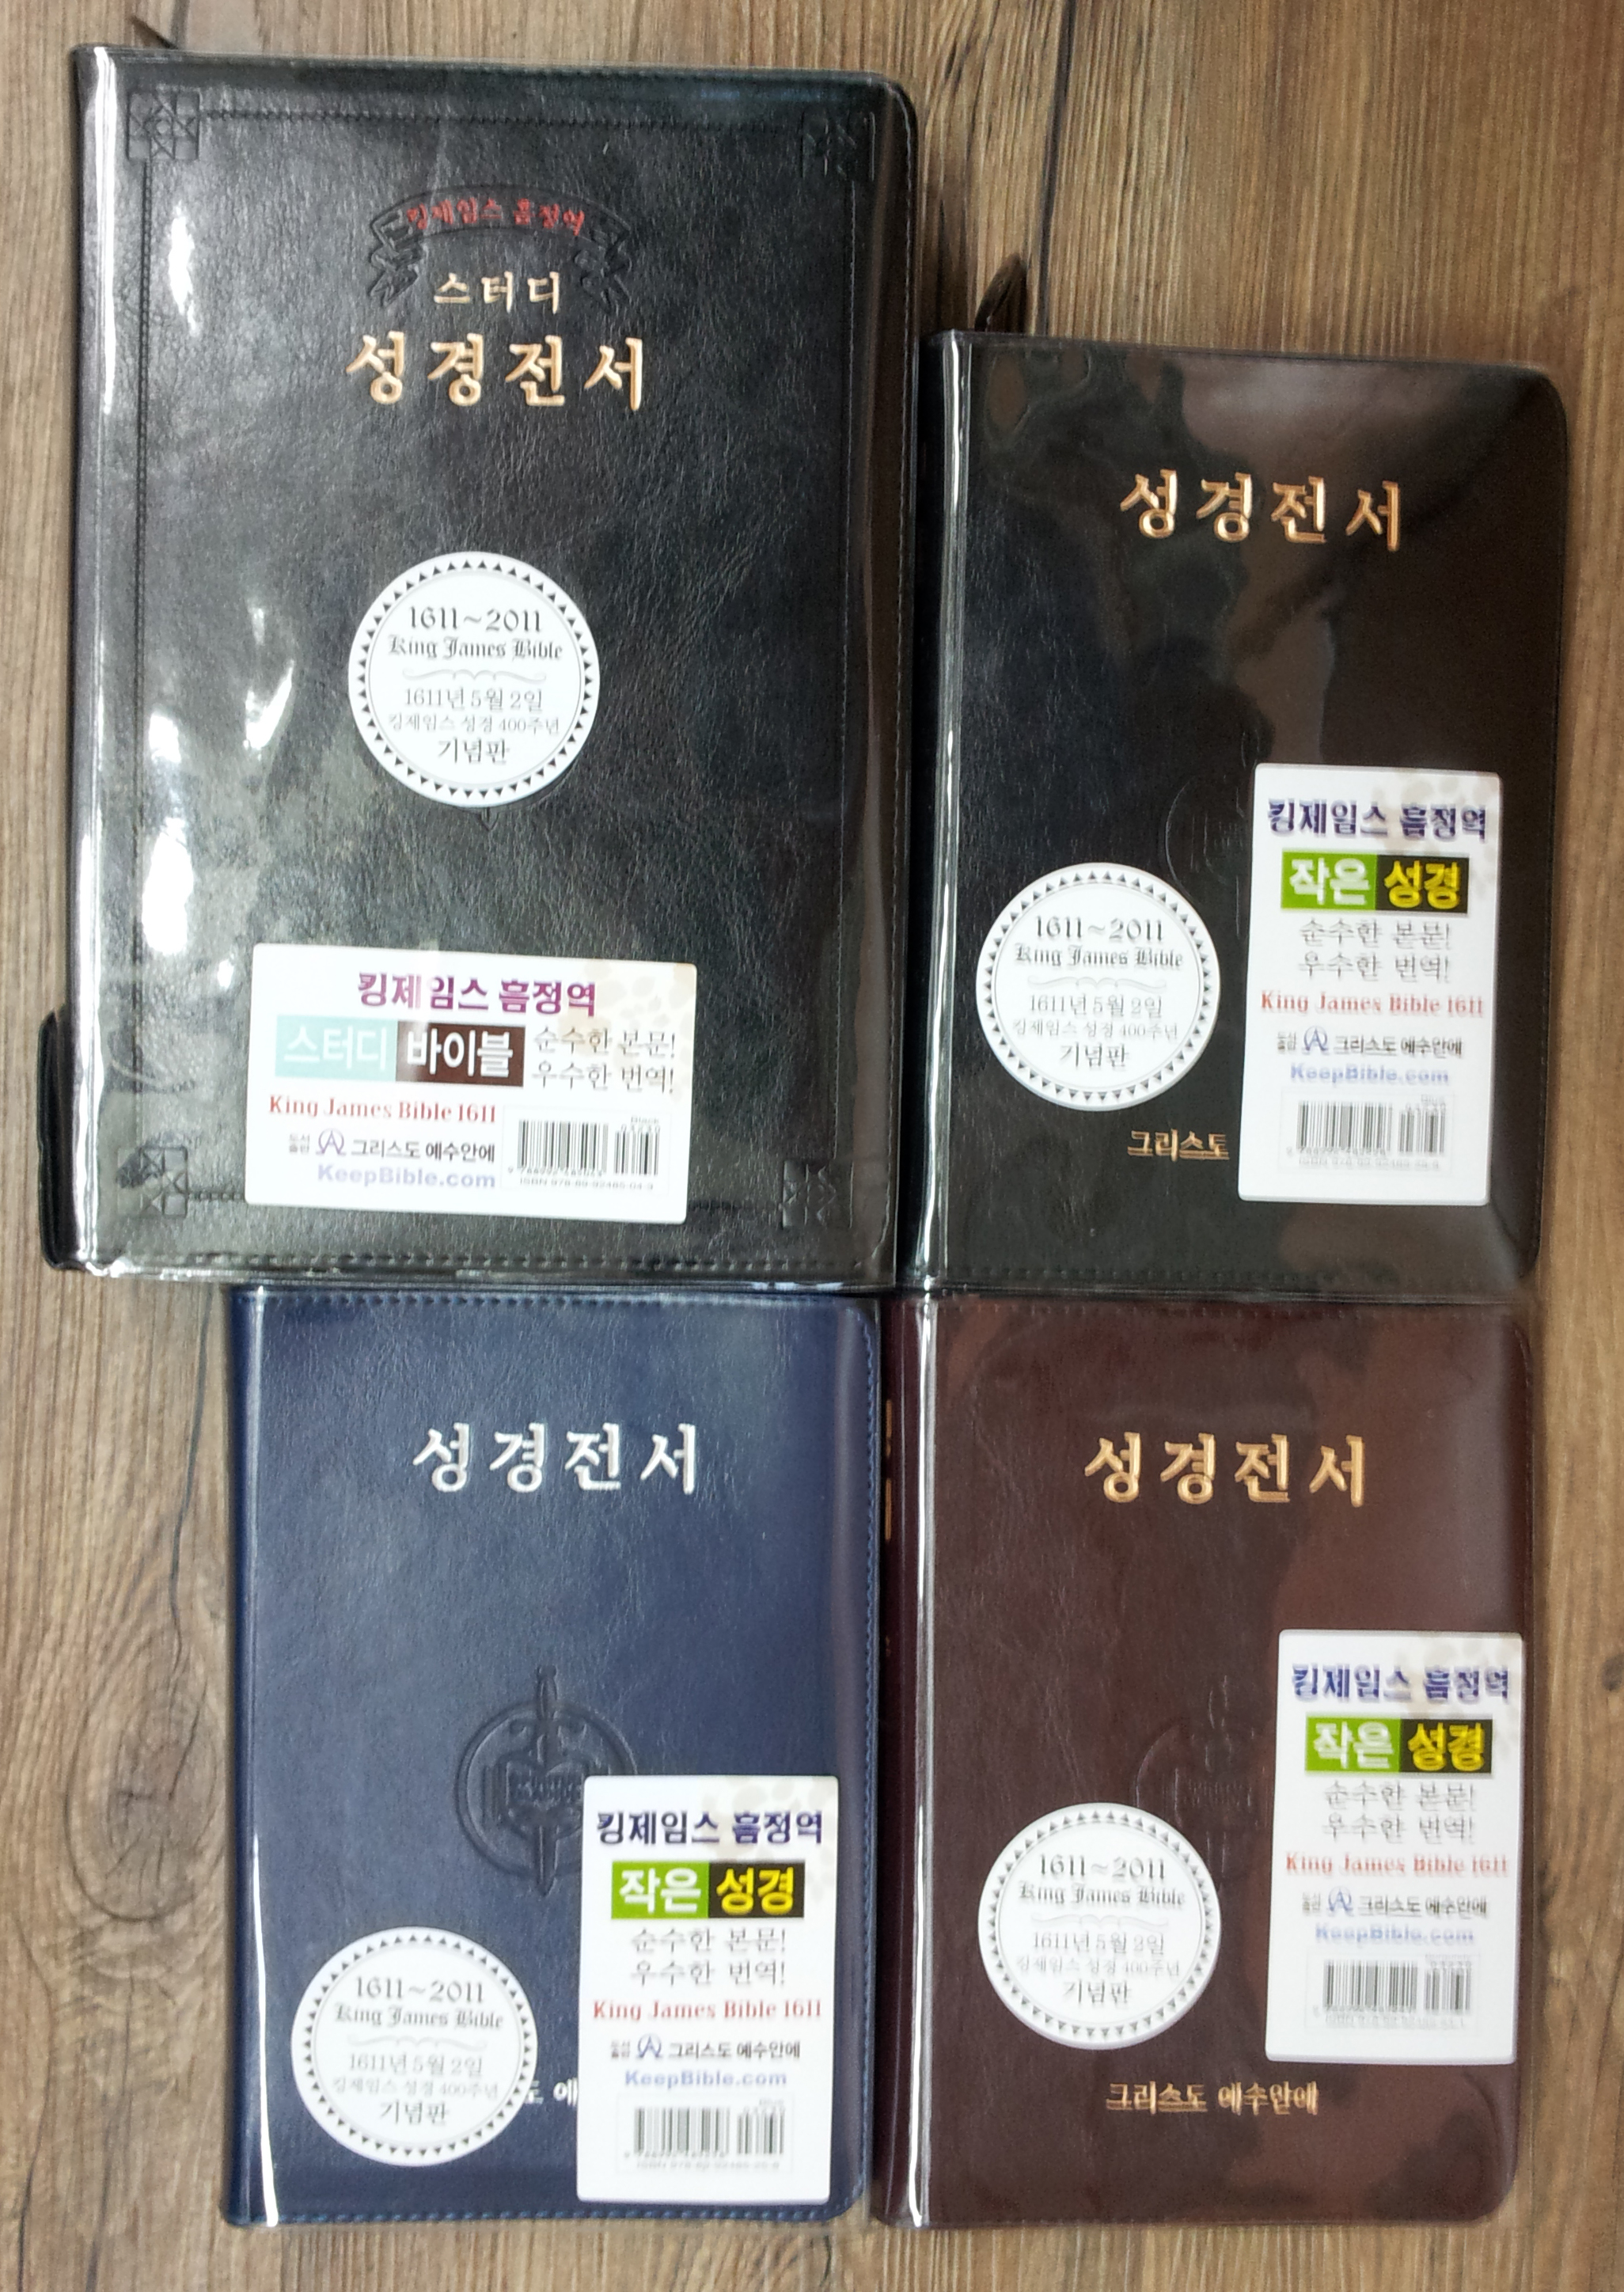 킹제임스 흠정역
스터디
성경전서
1611~2011
King James Bible
1611년 5월 2일
킹제임스 성경 400주년
기념판
킹제임스 흠정역
스터디 바이블
순수한 본문!
우수한 번역!
King James Bible 1611
도서출판 그리스도 예수안에
KeepBible.com
Black
ISBN 978-89-92485-04-3
성경전서
1611~2011
King James Bible
1611년 5월 2일
킹제임스 성경 400주년
기념판
그리스도
킹제임스 흠정역
작은 성경
순수한 본문!
우수한 번역!
King James Bible 1611
그리스도 예수안에
KeepBible.com
성경전서
1611~2011
King James Bible
1611년 5월 2일
킹제임스 성경 400주년
기념판
도 예
킹제임스 흠정역
작은 성경
순수한 본문!
우수한 번역!
King James Bible 1611
그리스도 예수안에
KeepBible.com
성경전서
1611~2011
King James Bible
1611년 5월 2일
킹제임스 성경 400주년
기념판
그리스도 예수안에
킹제임스 흠정역
작은 성경
순수한 본문!
우수한 번역!
King James Bible 1611
그리스도 예수안에
KeepBible.com